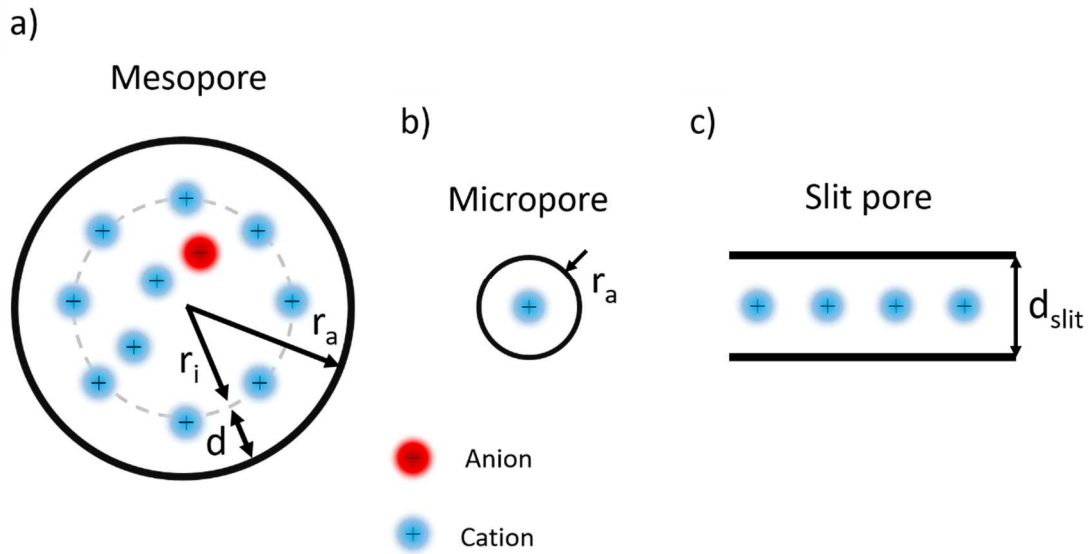 a)
Mesopore
+
+
+
+
−
+
+
+
r_a
r_i
+
+
+
d
b)
Micropore
+
r_a
c)
Slit pore
+ + + +
d_slit
− Anion
+ Cation